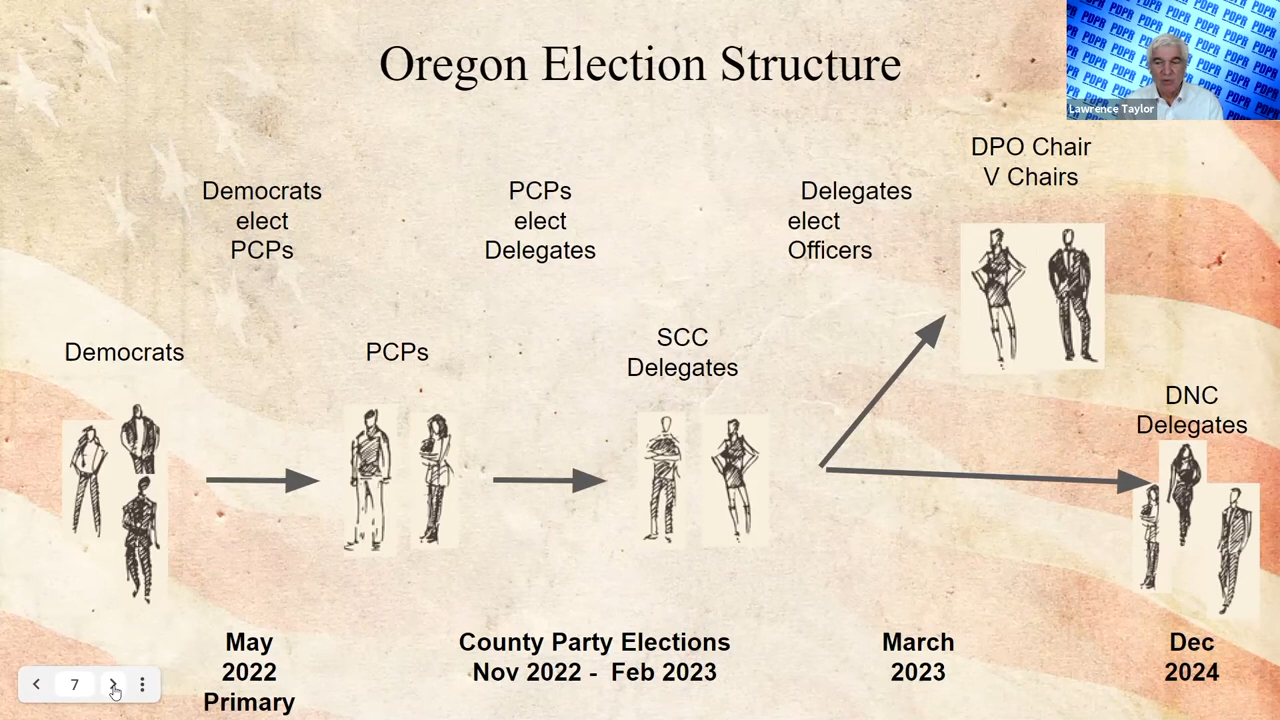 Oregon Election Structure
PDPR
Lawrence Taylor
DPO Chair
V Chairs
Democrats
elect
PCPs
PCPs
elect
Delegates
Delegates
elect
Officers
Democrats
PCPs
SCC
Delegates
DNC
Delegates
May
2022
Primary
County Party Elections
Nov 2022 - Feb 2023
March
2023
Dec
2024
7